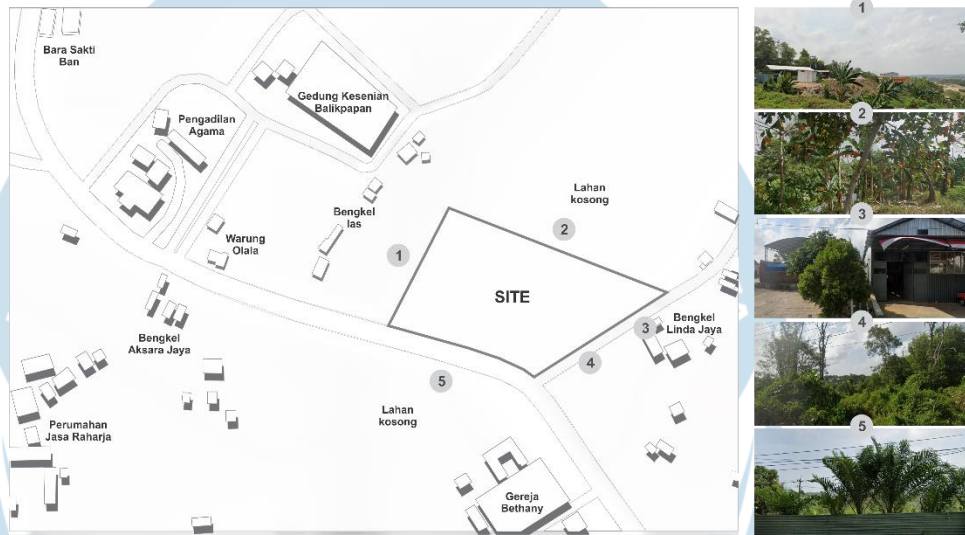 Bara Sakti
Ban
Pengadilan
Agama
Gedung Kesenian
Balikpapan
Lahan
kosong
Bengkel
las
Warung
Olala
1
2
SITE
3
4
5
Bengkel
Linda Jaya
Bengkel
Aksara Jaya
Perumahan
Jasa Raharja
Lahan
kosong
Gereja
Bethany
1
2
3
4
5